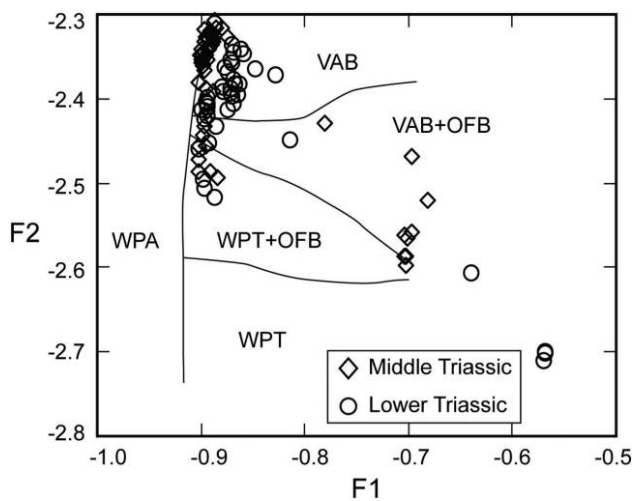 -2.3
VAB
-2.4
VAB+OFB
-2.5
F2
WPA
WPT+OFB
-2.6
WPT
-2.7
Middle Triassic
Lower Triassic
-2.8
-1.0 -0.9 -0.8 -0.7 -0.6 -0.5
F1